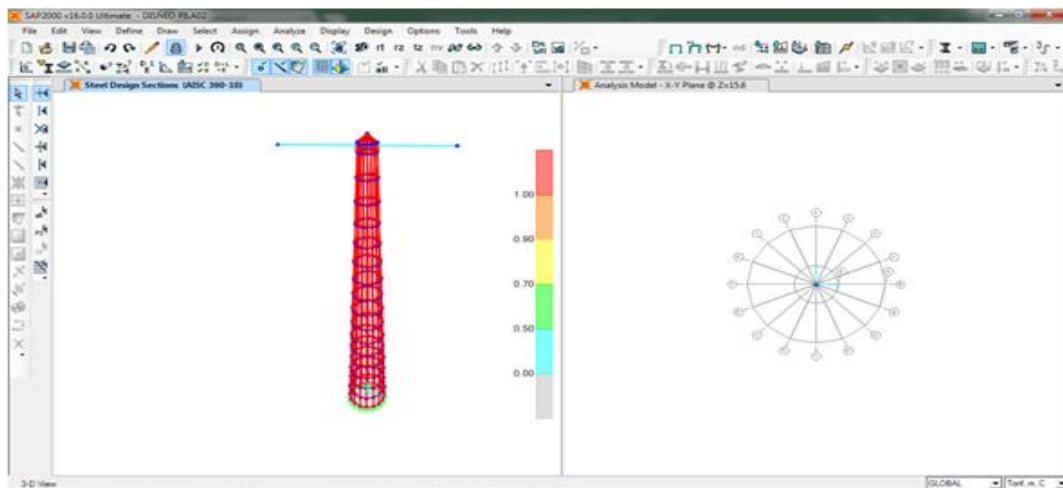 SAP2000 v16.0.0 Ultimate - DISNEO PILA02
File Edit View Define Draw Select Assign Analyze Display Design Options Tools Help
Steel Design Sections (AISC 360-10)
Analysis Model - X-Y Plane @ Z=15.6
1.00
0.90
0.70
0.50
0.00
3-D View
GLOBAL
Tonf, m, C